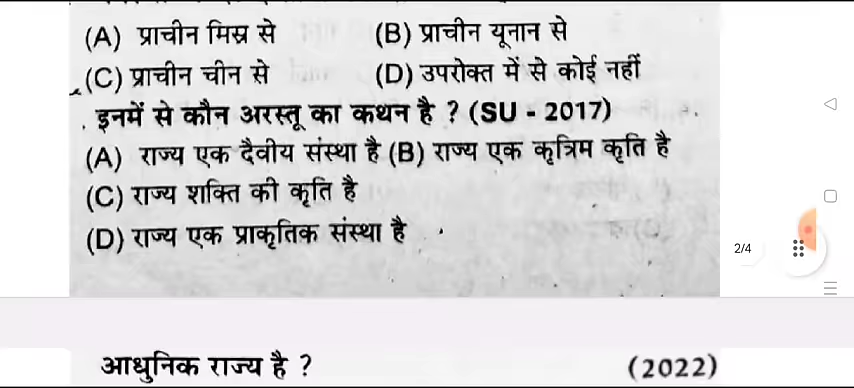 (A) प्राचीन मिस्र से (B) प्राचीन यूनान से
(C) प्राचीन चीन से (D) उपरोक्त में से कोई नहीं
इनमें से कौन अरस्तू का कथन है ? (SU - 2017)
(A) राज्य एक दैवीय संस्था है (B) राज्य एक कृत्रिम कृति है
(C) राज्य शक्ति की कृति है
(D) राज्य एक प्राकृतिक संस्था है
2/4
आधुनिक राज्य है ? (2022)